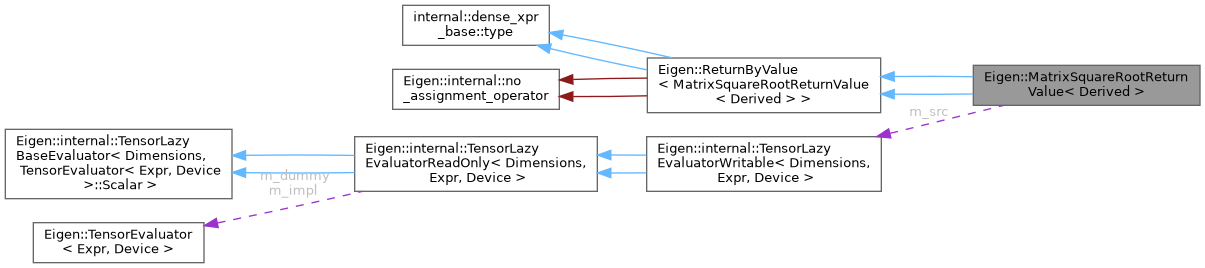 internal::dense_xpr
_base::type
Eigen::internal::no
_assignment_operator
Eigen::ReturnByValue
< MatrixSquareRootReturnValue
< Derived > >
Eigen::MatrixSquareRootReturn
Value< Derived >
m_src
Eigen::internal::TensorLazy
BaseEvaluator< Dimensions,
TensorEvaluator< Expr, Device
>::Scalar >
Eigen::internal::TensorLazy
EvaluatorReadOnly< Dimensions,
Expr, Device >
Eigen::internal::TensorLazy
EvaluatorWritable< Dimensions,
Expr, Device >
m_dummy
m_impl
Eigen::TensorEvaluator
< Expr, Device >